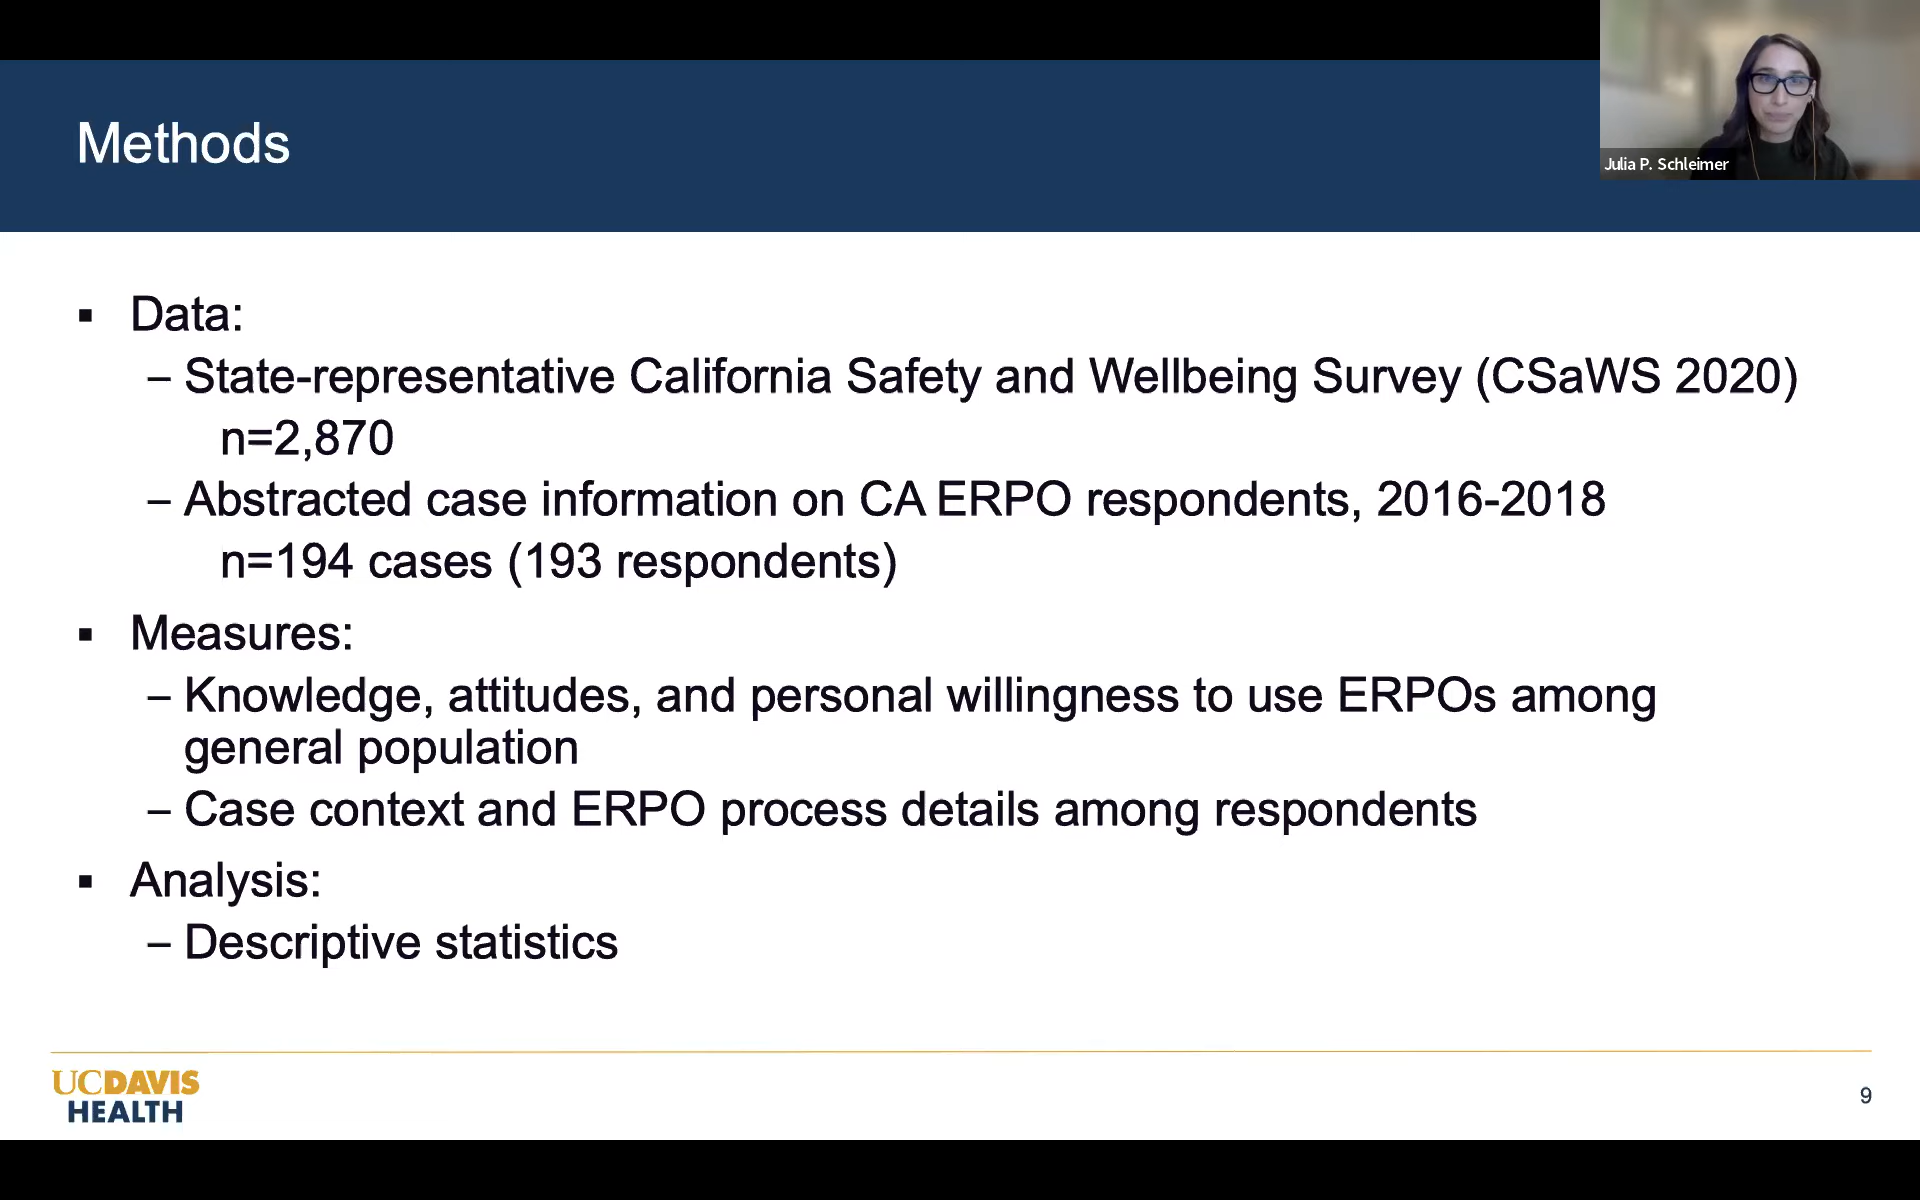 Methods
Julia P. Schleimer
▪ Data:
– State-representative California Safety and Wellbeing Survey (CSaWS 2020)
n=2,870
– Abstracted case information on CA ERPO respondents, 2016-2018
n=194 cases (193 respondents)
▪ Measures:
– Knowledge, attitudes, and personal willingness to use ERPOs among
general population
– Case context and ERPO process details among respondents
▪ Analysis:
– Descriptive statistics
UCDAVIS
HEALTH
9